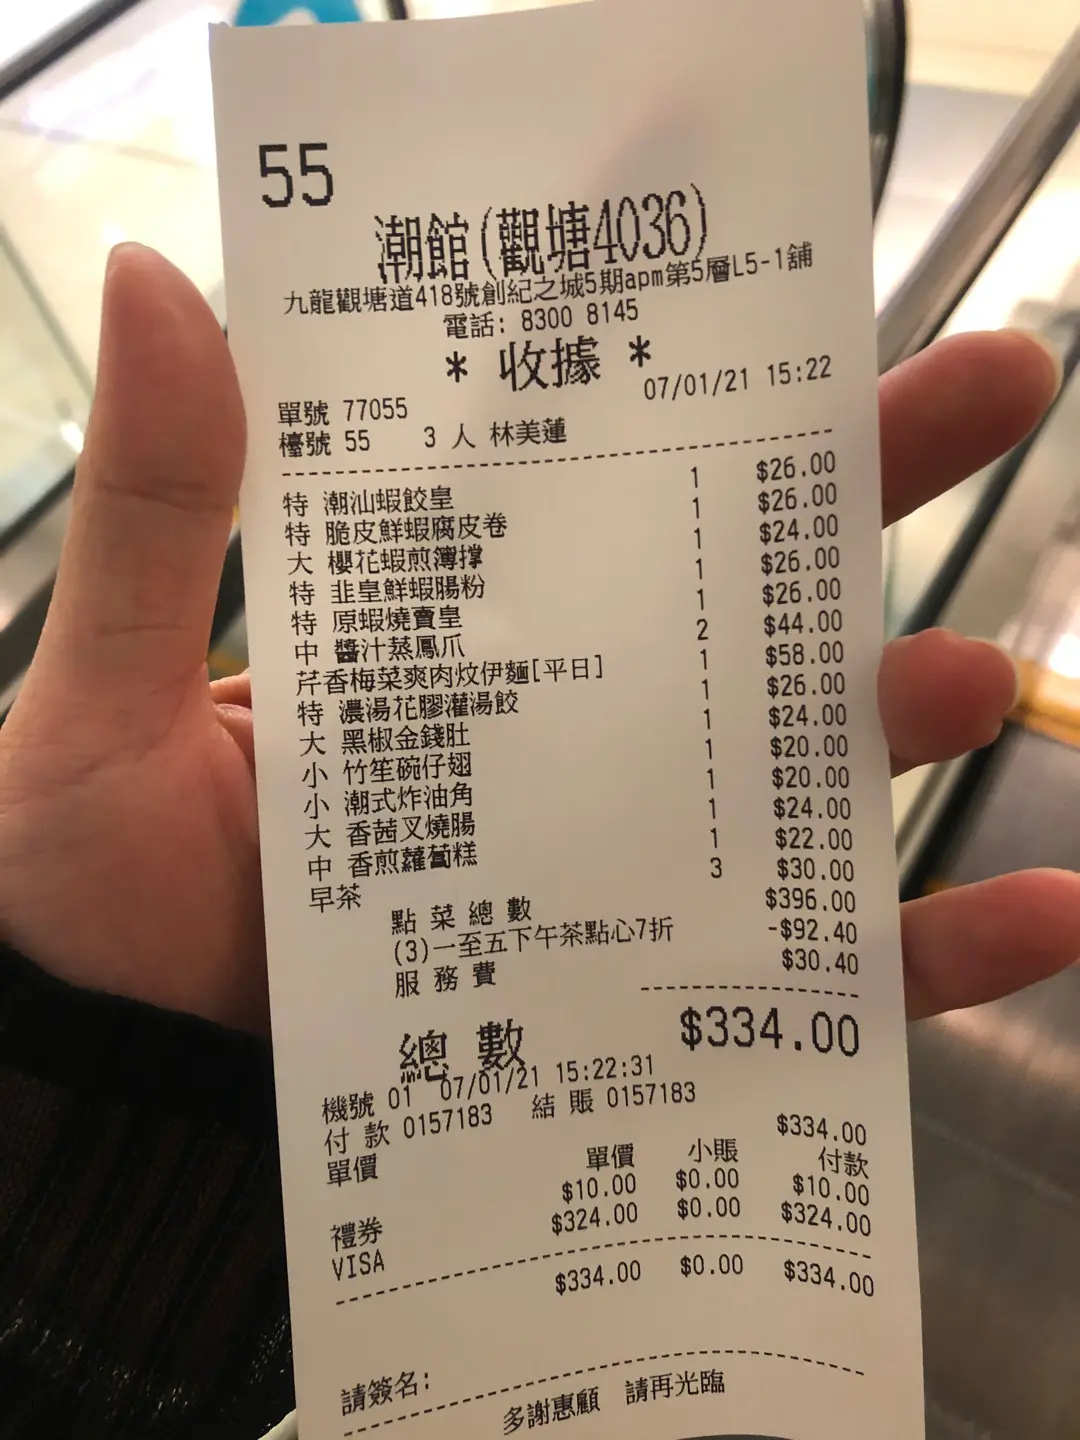 55
潮館(觀塘4036)
九龍觀塘道418號創紀之城5期apm第5層L5-1舖
電話: 8300 8145
* 收據 *
單號 77055 07/01/21 15:22
檯號 55 3 人 林美蓮
特 潮汕蝦餃皇 1 $26.00
特 脆皮鮮蝦腐皮卷 1 $26.00
大 櫻花蝦煎簿撑 1 $24.00
特 韭皇鮮蝦腸粉 1 $26.00
特 原蝦燒賣皇 1 $26.00
中 醬汁蒸鳳爪 2 $44.00
芹香梅菜爽肉炆伊麵[平日] 1 $58.00
特 濃湯花膠灌湯餃 1 $26.00
大 黑椒金錢肚 1 $24.00
小 竹笙碗仔翅 1 $20.00
小 潮式炸油角 1 $20.00
大 香茜叉燒腸 1 $24.00
中 香煎蘿蔔糕 1 $22.00
早茶 3 $30.00
點 菜 總 數 $396.00
(3)一至五下午茶點心7折 -$92.40
服 務 費 $30.40
總 數 $334.00
機號 01 07/01/21 15:22:31
付 款 0157183 結 賬 0157183
單價 $334.00
單價 小賬 付款
禮券 $10.00 $0.00 $10.00
VISA $324.00 $0.00 $324.00
$334.00 $0.00 $334.00
請簽名:
多謝惠顧 請再光臨